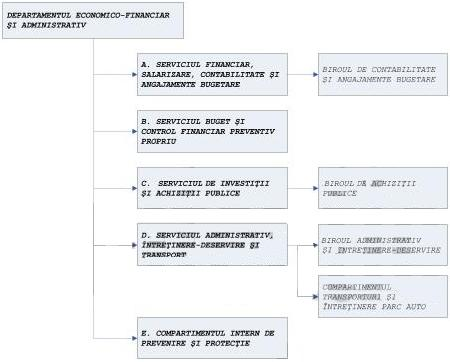 DEPARTAMENTUL ECONOMICO-FINANCIAR
ŞI ADMINISTRATIV
A. SERVICIUL FINANCIAR,
SALARIZARE, CONTABILITATE ŞI
ANGAJAMENTE BUGETARE
BIROUL DE CONTABILITATE
ŞI ANGAJAMENTE BUGETARE
B. SERVICIUL BUGET ŞI
CONTROL FINANCIAR PREVENTIV
PROPRIU
C. SERVICIUL DE INVESTIŢII
ŞI ACHIZIŢII PUBLICE
BIROUL DE ACHIZIŢII
PUBLICE
D. SERVICIUL ADMINISTRATIV,
ÎNTREŢINERE-DESERVIRE ŞI
TRANSPORT
BIROUL ADMINISTRATIV
ŞI ÎNTREŢINERE-DESERVIRE
COMPARTIMENTUL
TRANSPORTURI ŞI
ÎNTREŢINERE PARC AUTO
E. COMPARTIMENT INTERN DE
PREVENIRE ŞI PROTECŢIE